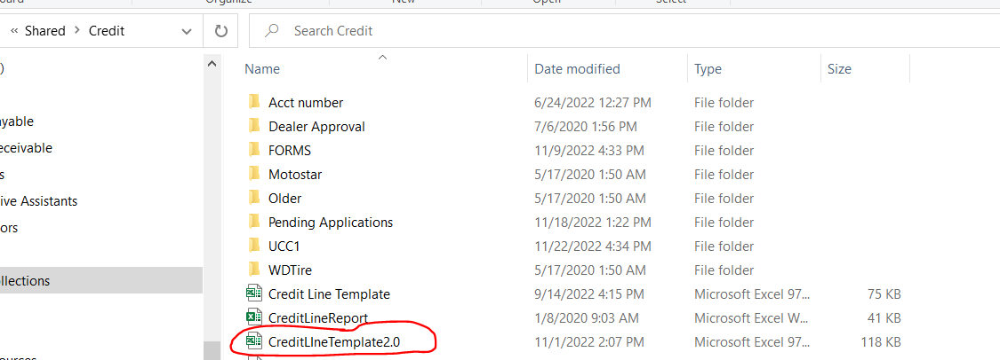 Organize New Open Select
« Shared > Credit
Search Credit
Name Date modified Type Size
)
Acct number 6/24/2022 12:27 PM File folder
ayable Dealer Approval 7/6/2020 1:56 PM File folder
eceivable FORMS 11/9/2022 4:33 PM File folder
s Motostar 5/17/2020 1:50 AM File folder
ive Assistants Older 5/17/2020 1:50 AM File folder
ors Pending Applications 11/18/2022 1:22 PM File folder
UCC1 11/22/2022 4:34 PM File folder
WDTire 5/17/2020 1:50 AM File folder
llections Credit Line Template 9/14/2022 4:15 PM Microsoft Excel 97... 75 KB
CreditLineReport 1/8/2020 9:03 AM Microsoft Excel W... 41 KB
CreditLIneTemplate2.0 11/1/2022 2:07 PM Microsoft Excel 97... 118 KB
ources